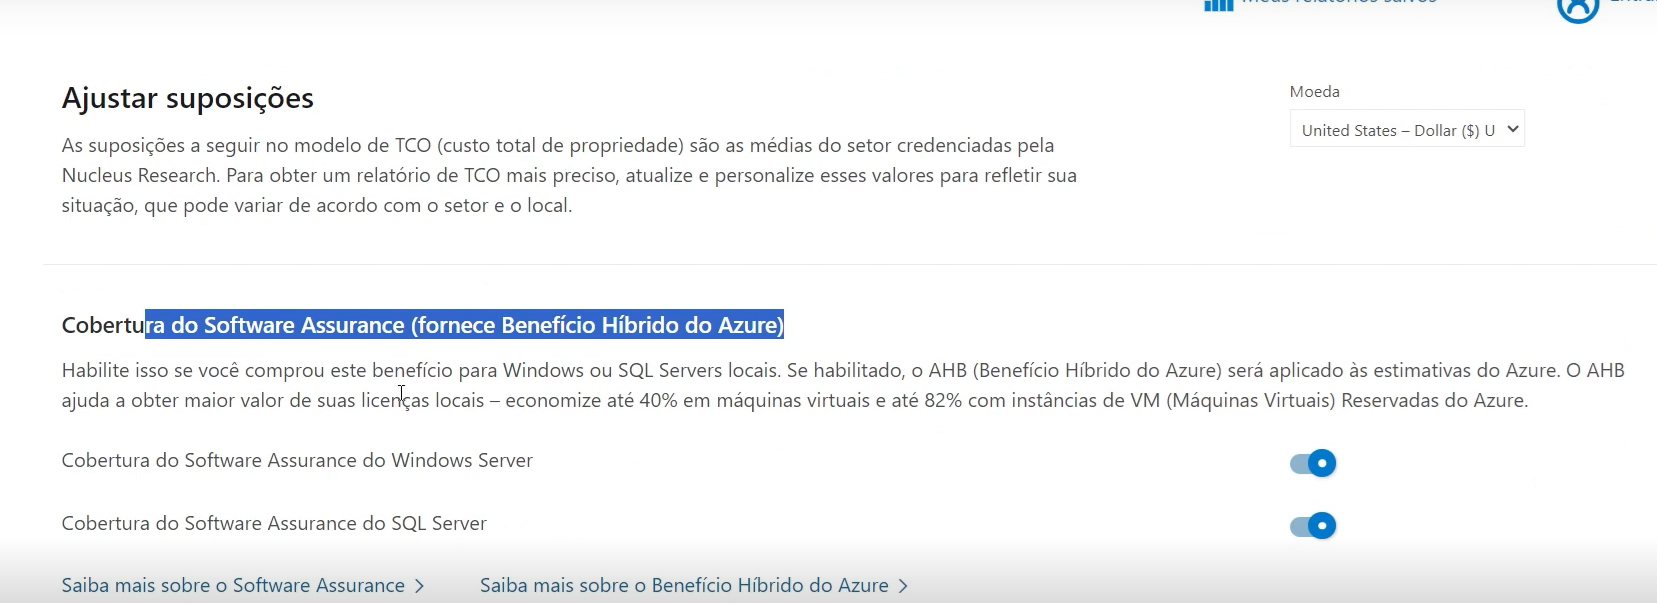 Meus relatórios salvos
Ajustar suposições
Moeda
United States – Dollar ($) U
As suposições a seguir no modelo de TCO (custo total de propriedade) são as médias do setor credenciadas pela
Nucleus Research. Para obter um relatório de TCO mais preciso, atualize e personalize esses valores para refletir sua
situação, que pode variar de acordo com o setor e o local.
Cobertura do Software Assurance (fornece Benefício Híbrido do Azure)
Habilite isso se você comprou este benefício para Windows ou SQL Servers locais. Se habilitado, o AHB (Benefício Híbrido do Azure) será aplicado às estimativas do Azure. O AHB
ajuda a obter maior valor de suas licenças locais – economize até 40% em máquinas virtuais e até 82% com instâncias de VM (Máquinas Virtuais) Reservadas do Azure.
Cobertura do Software Assurance do Windows Server
Cobertura do Software Assurance do SQL Server
Saiba mais sobre o Software Assurance
Saiba mais sobre o Benefício Híbrido do Azure